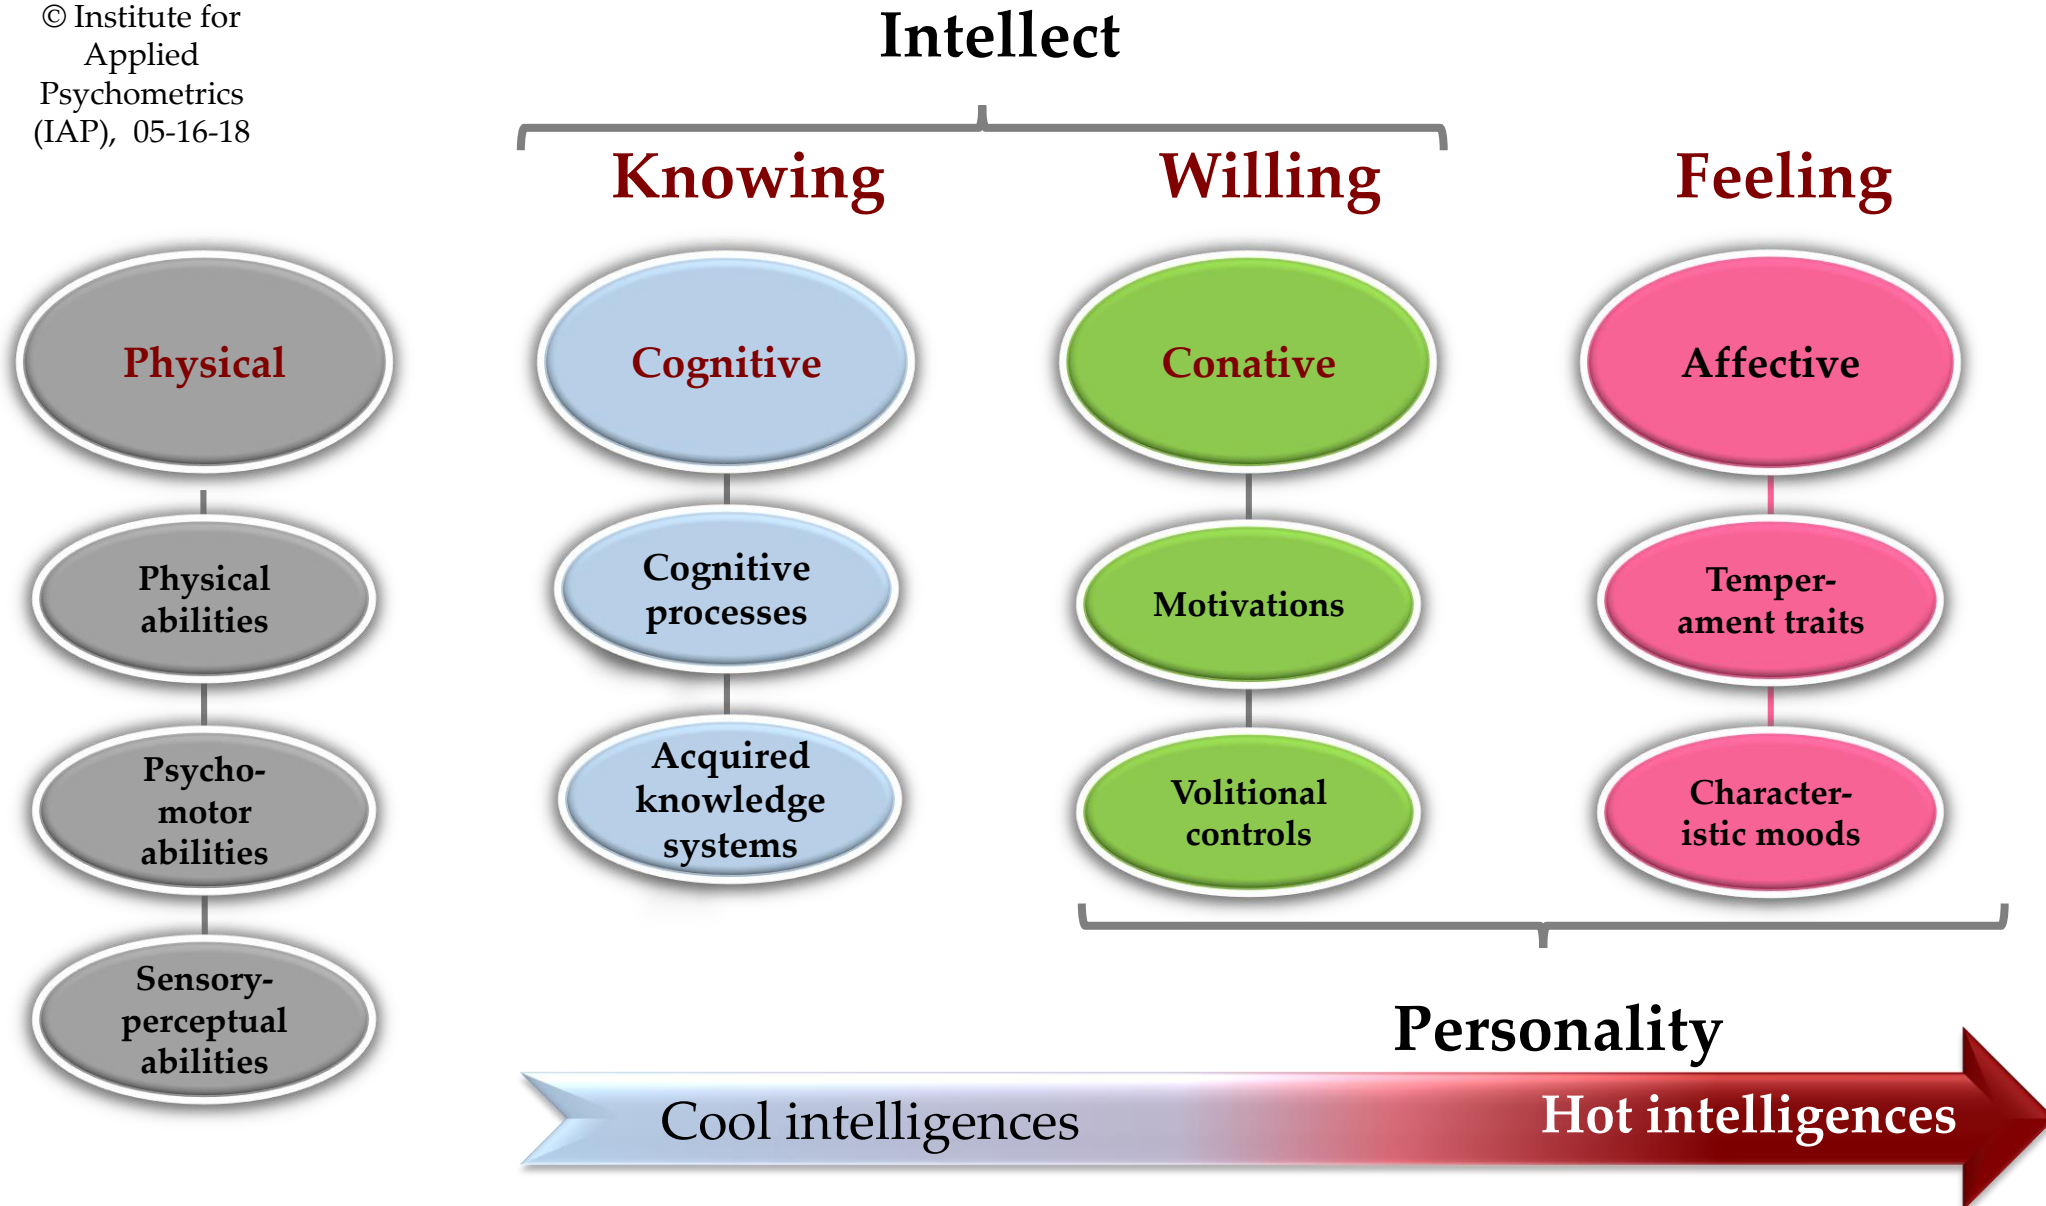 © Institute for
Applied
Psychometrics
(IAP),  05-16-18
Intellect
Knowing
Willing
Feeling
Physical
Cognitive
Conative
Affective
Physical
abilities
Cognitive
processes
Motivations
Temper-
ament traits
Psycho-
motor
abilities
Acquired
knowledge
systems
Volitional
controls
Character-
istic moods
Sensory-
perceptual
abilities
Personality
Cool intelligences
Hot intelligences